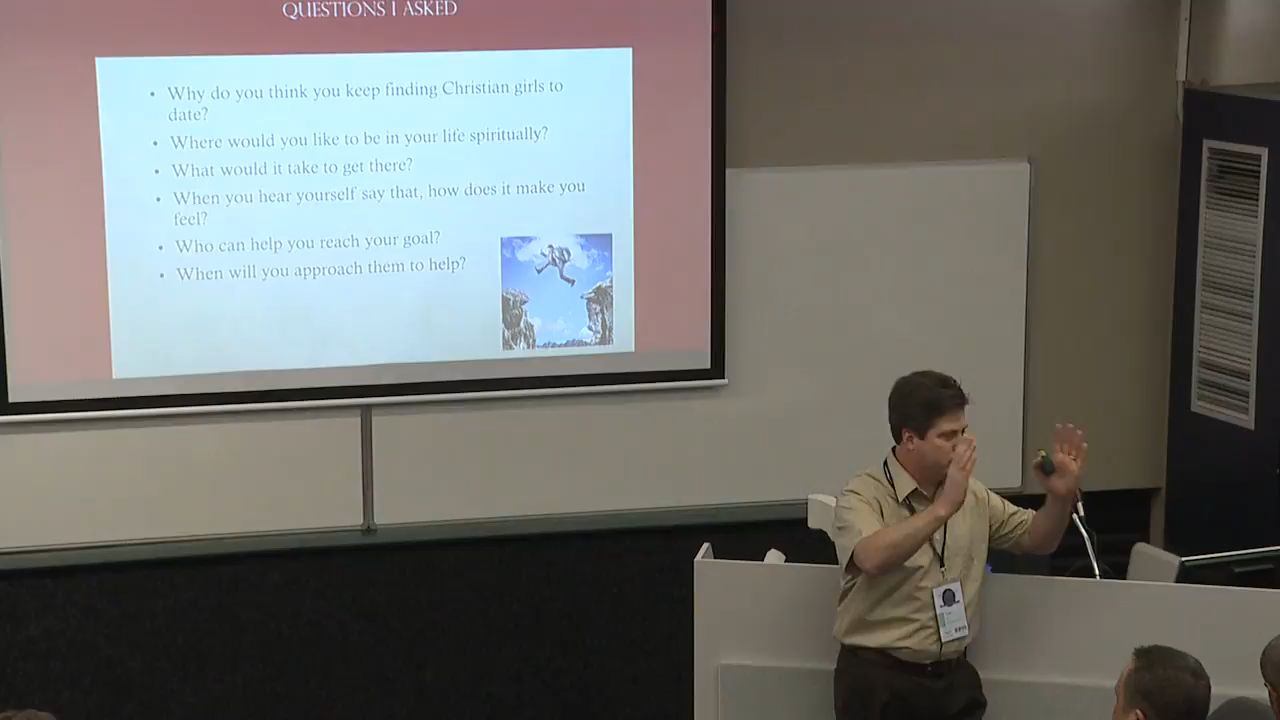 QUESTIONS I ASKED
• Why do you think you keep finding Christian girls to
date?
• Where would you like to be in your life spiritually?
• What would it take to get there?
• When you hear yourself say that, how does it make you
feel?
• Who can help you reach your goal?
• When will you approach them to help?